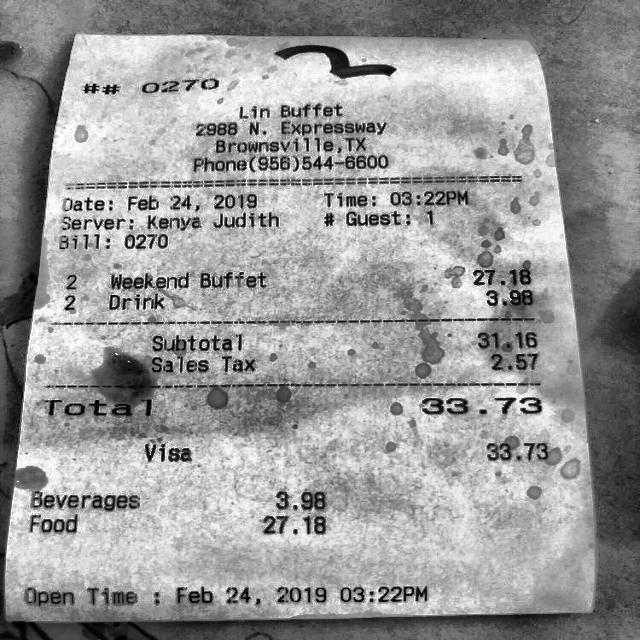 ## 0270
Lin Buffet
2988 N. Expressway
Brownsville,TX
Phone(956)544-6600
Date: Feb 24, 2019 Time: 03:22PM
Server: Kenya Judith # Guest: 1
Bill: 0270
2 Weekend Buffet 27.18
2 Drink 3.98
Subtotal 31.16
Sales Tax 2.57
Total 33.73
Visa 33.73
Beverages 3.98
Food 27.18
Open Time : Feb 24, 2019 03:22PM